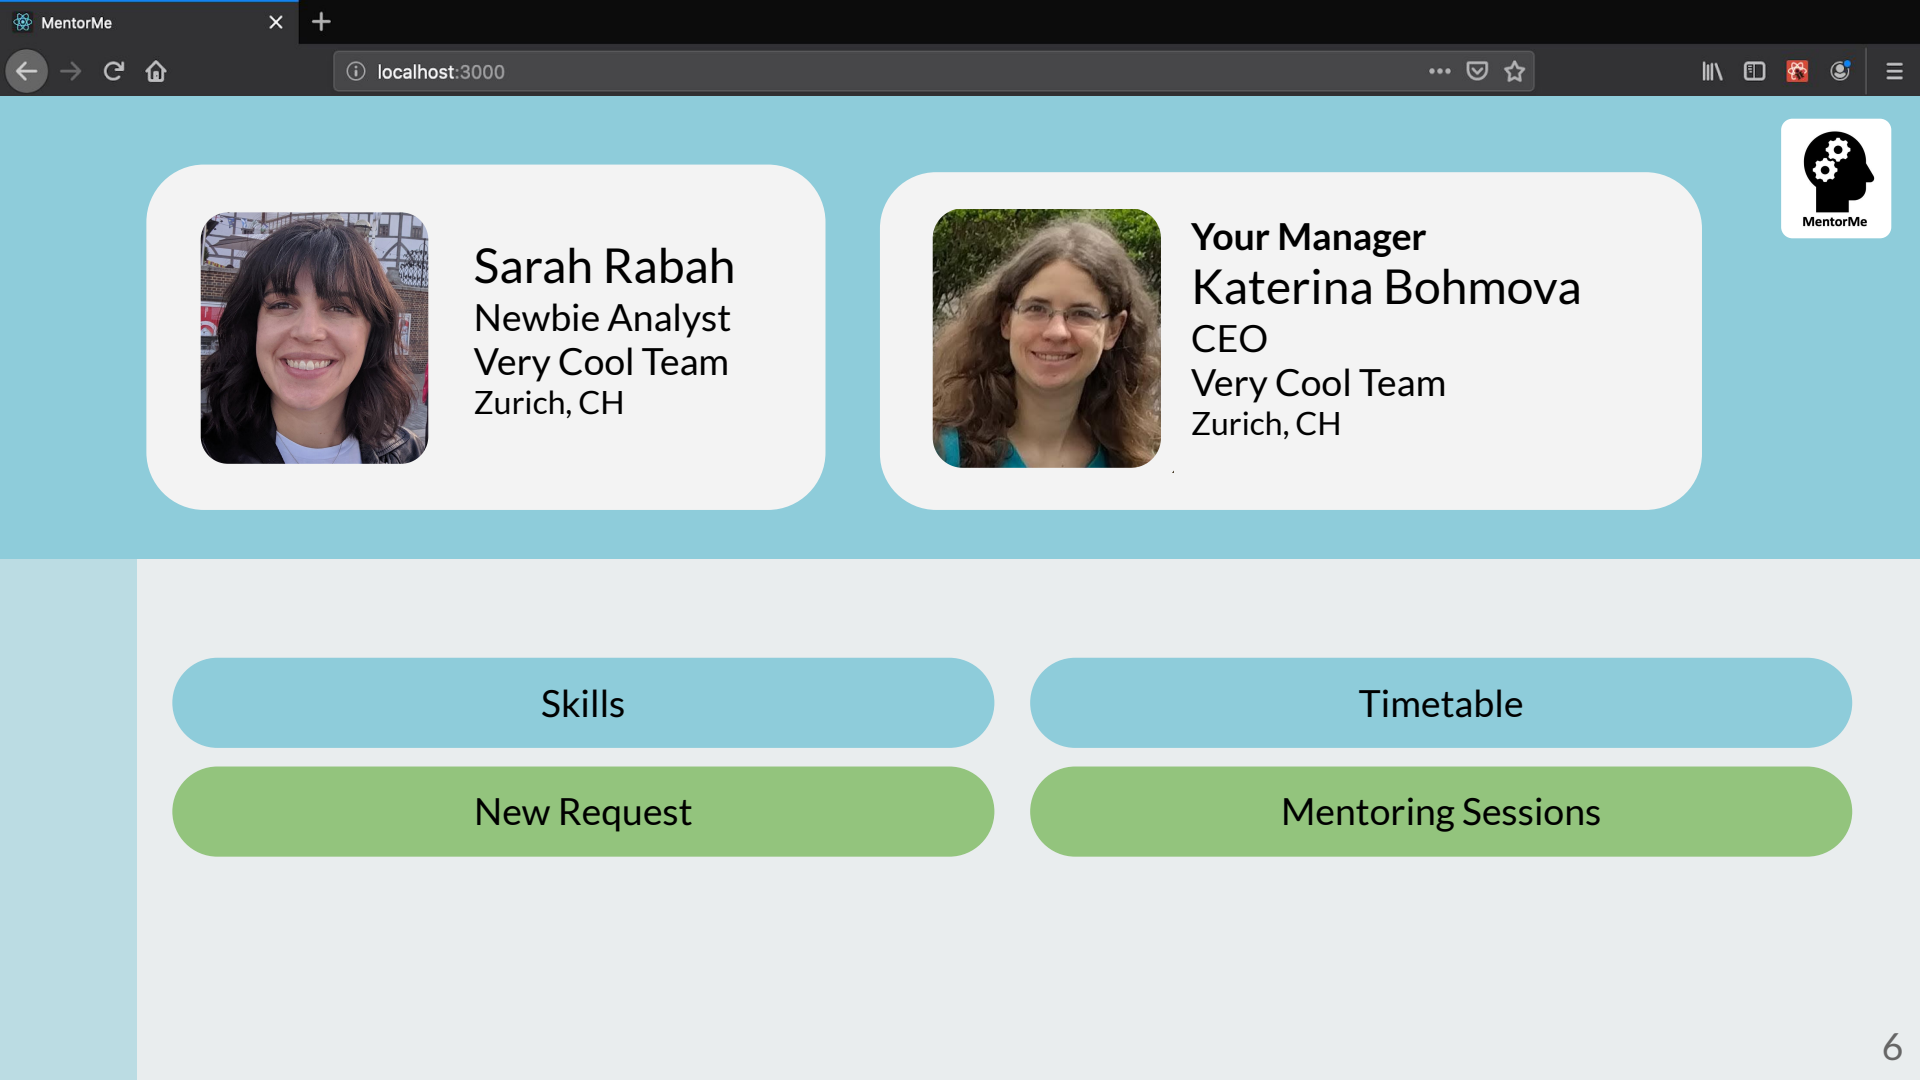 MentorMe
localhost:3000
MentorMe
Sarah Rabah
Newbie Analyst
Very Cool Team
Zurich, CH
Your Manager
Katerina Bohmova
CEO
Very Cool Team
Zurich, CH
Skills
Timetable
New Request
Mentoring Sessions
6